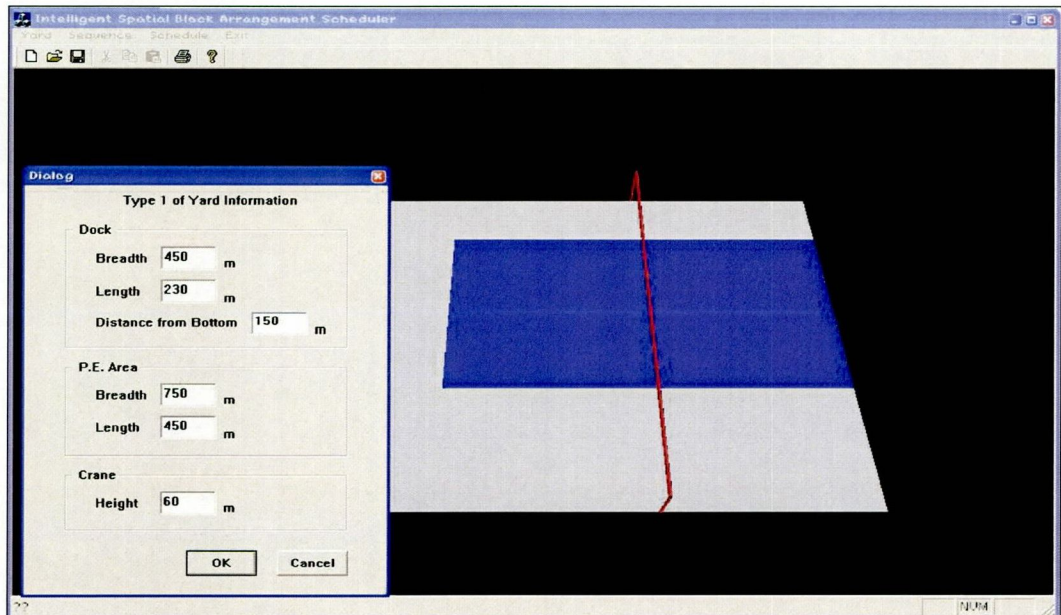 Intelligent Spatial Block Arrangement Scheduler
Yard Sequence Schedule Exit
Dialog
Type 1 of Yard Information
Dock
Breadth 450 m
Length 230 m
Distance from Bottom 150 m
P.E. Area
Breadth 750 m
Length 450 m
Crane
Height 60 m
OK Cancel
?? NUM